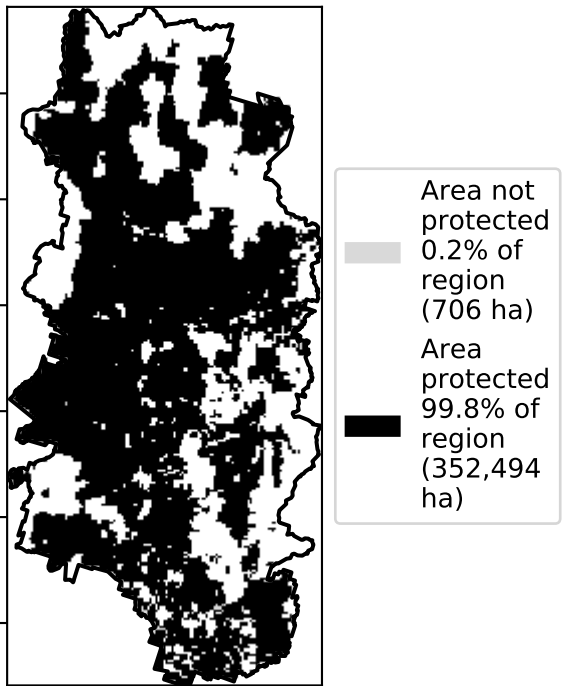 Area not
protected
0.2% of
region
(706 ha)
Area
protected
99.8% of
region
(352,494
ha)